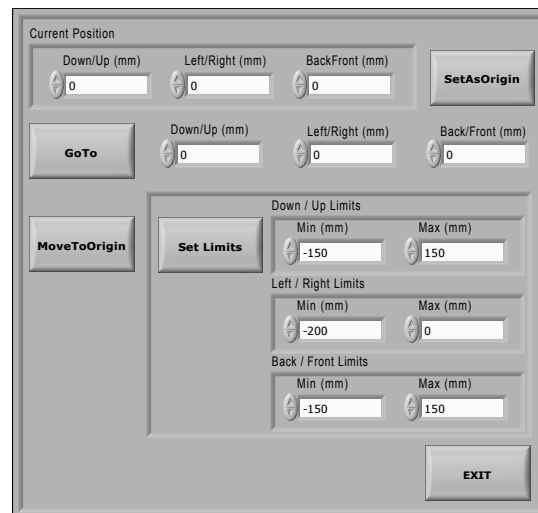 Current Position
Down/Up (mm) Left/Right (mm) BackFront (mm)
0 0 0
SetAsOrigin
GoTo
Down/Up (mm) Left/Right (mm) Back/Front (mm)
0 0 0
MoveToOrigin
Set Limits
Down / Up Limits
Min (mm) Max (mm)
-150 150
Left / Right Limits
Min (mm) Max (mm)
-200 0
Back / Front Limits
Min (mm) Max (mm)
-150 150
EXIT